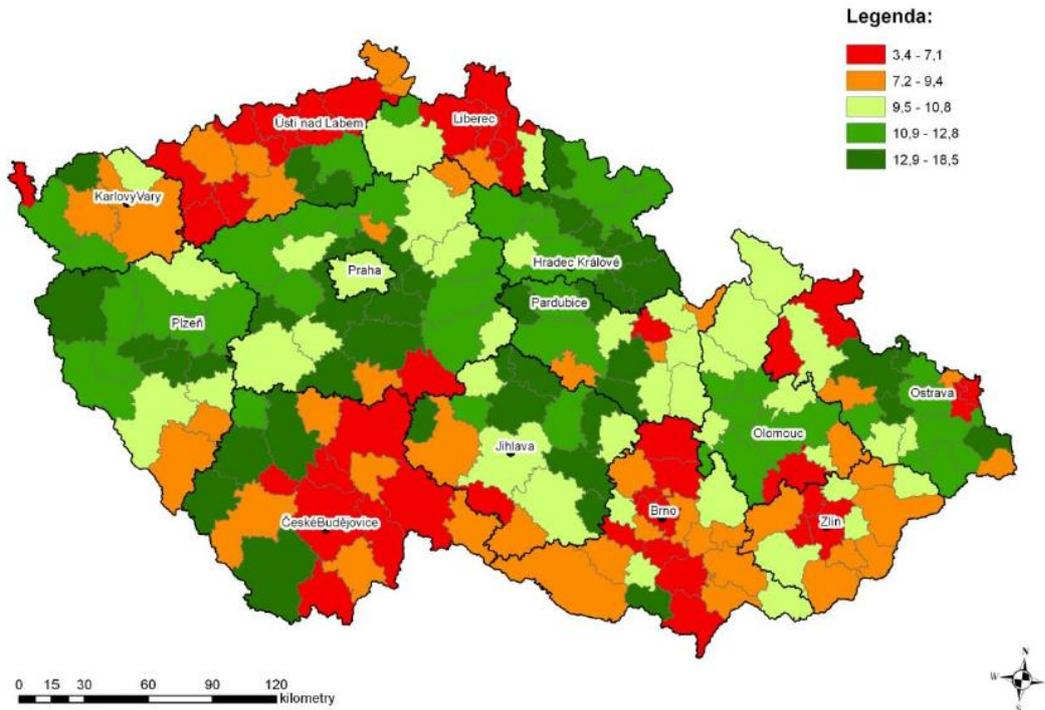 Legenda:
3,4 - 7,1
7,2 - 9,4
9,5 - 10,8
10,9 - 12,8
12,9 - 18,5
Ústí nad Labem
Liberec
KarlovyVary
Praha
Hradec Králové
Pardubice
Plzeň
Ostrava
Olomouc
Jihlava
Brno
Zlín
ČeskéBudějovice
0 15 30 60 90 120
kilometry
N
W
S